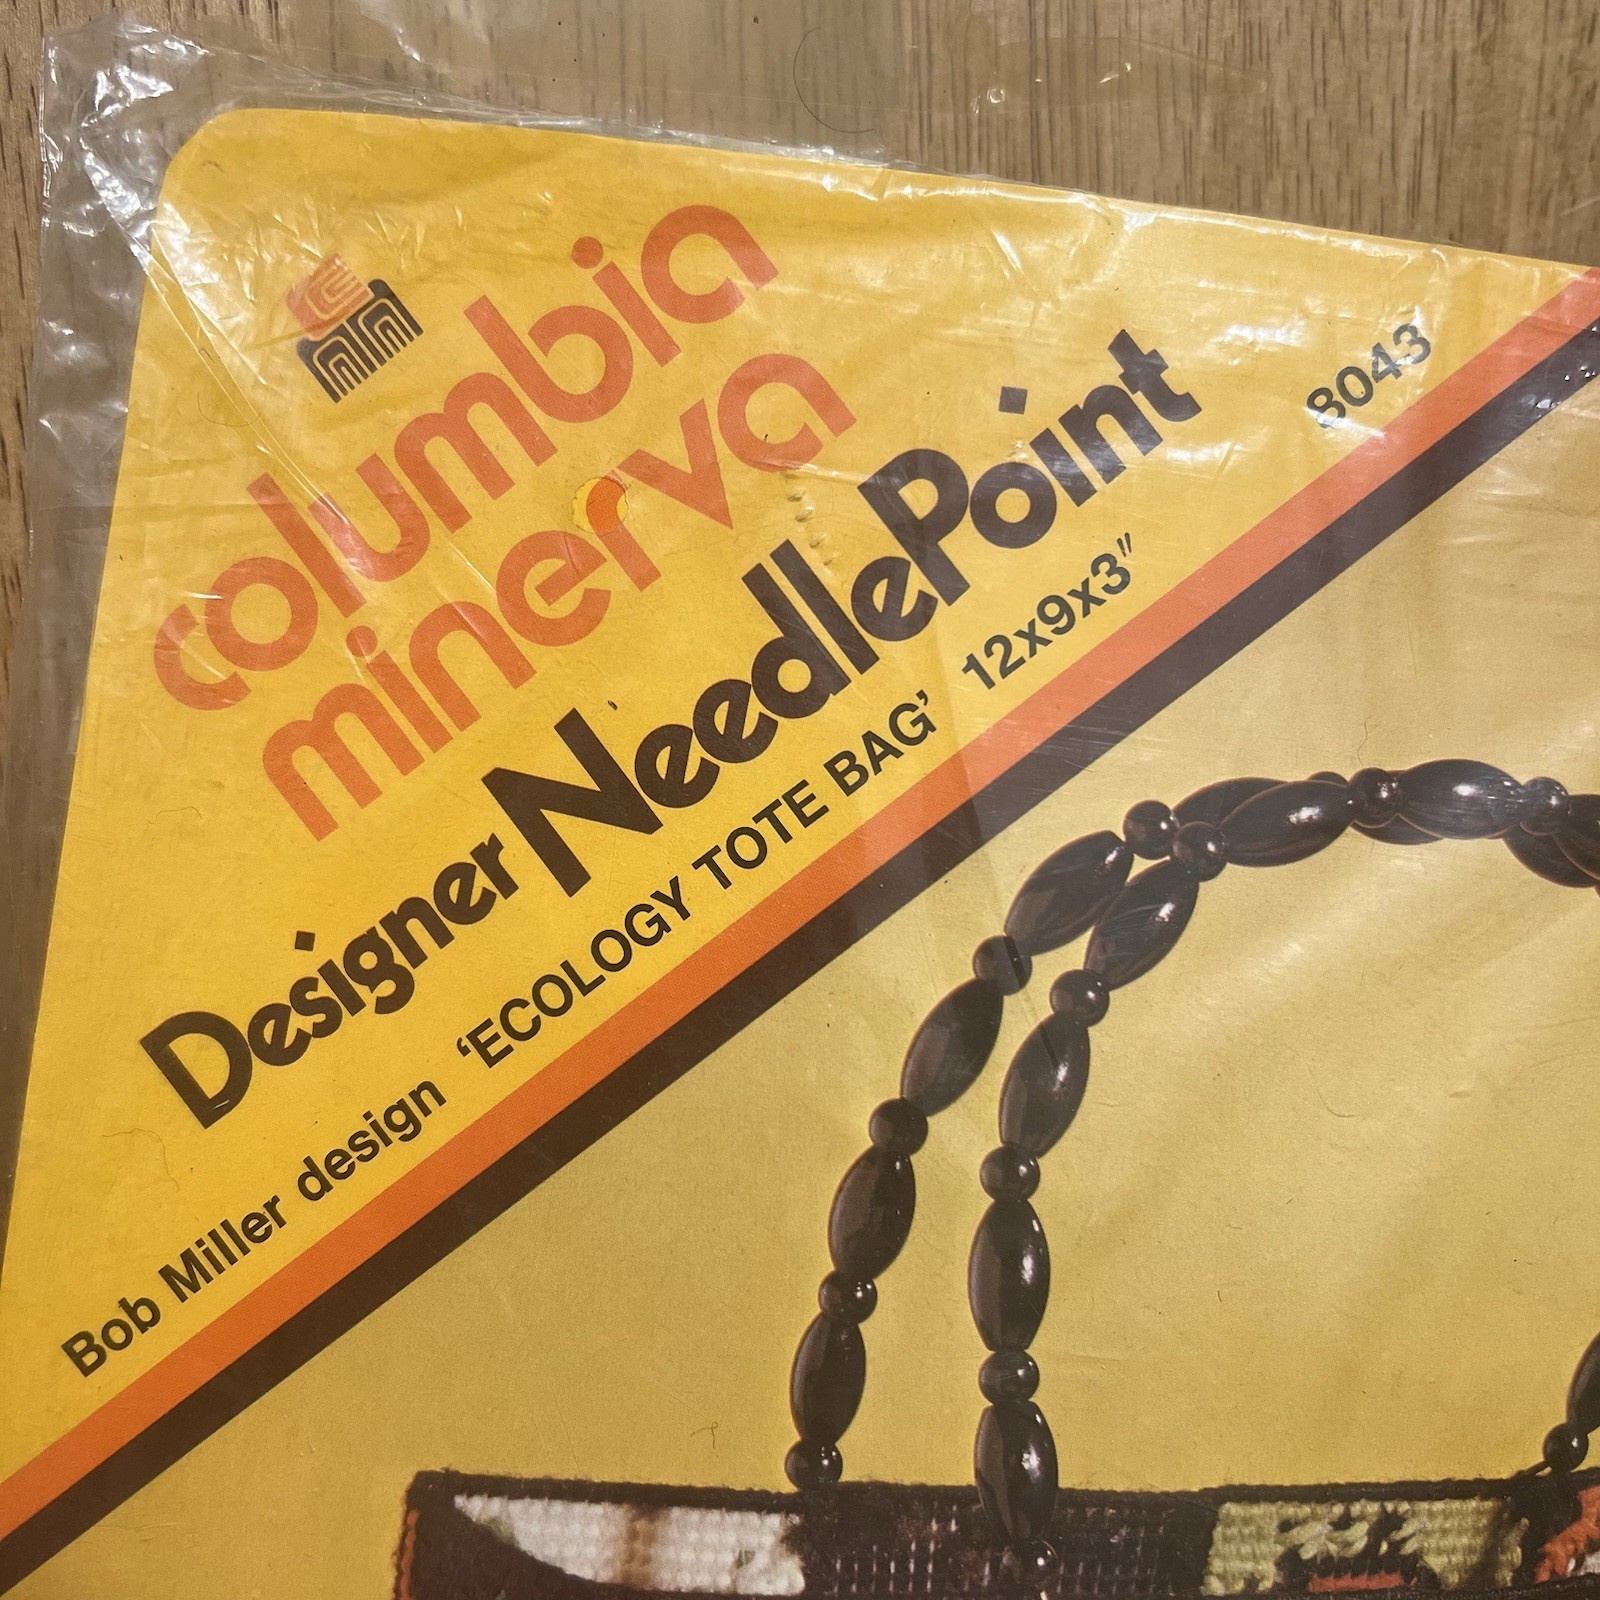 columbia
minerva
Designer NeedlePoint
8043
Bob Miller design ‘ECOLOGY TOTE BAG’ 12x9x3”